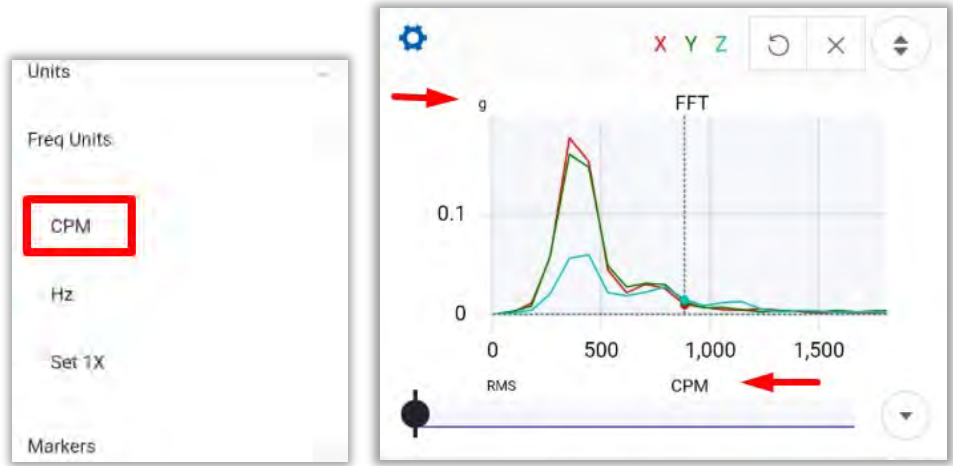 Units
Freq Units
CPM
Hz
Set 1X
Markers
X Y Z
g
FFT
0.1
0
0 500 1,000 1,500
RMS CPM